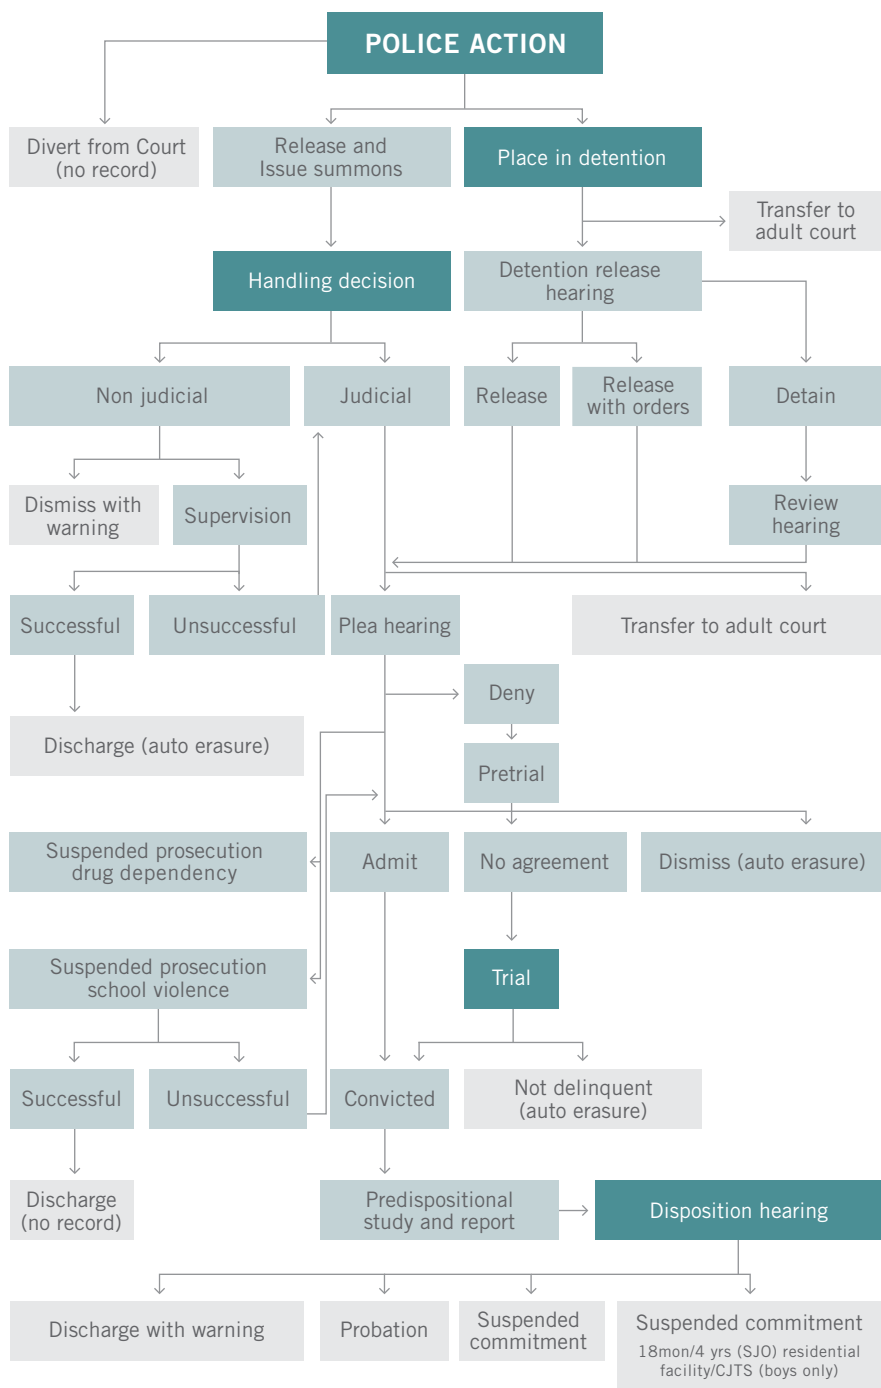 POLICE ACTION
Divert from Court
(no record)
Release and
Issue summons
Place in detention
Transfer to
adult court
Handling decision
Detention release
hearing
Non judicial
Judicial
Release
Release
with orders
Detain
Dismiss with
warning
Supervision
Review
hearing
Successful
Unsuccessful
Plea hearing
Transfer to adult court
Deny
Discharge (auto erasure)
Pretrial
Suspended prosecution
drug dependency
Admit
No agreement
Dismiss (auto erasure)
Suspended prosecution
school violence
Trial
Successful
Unsuccessful
Convicted
Not delinquent
(auto erasure)
Discharge
(no record)
Predispositional
study and report
Disposition hearing
Discharge with warning
Probation
Suspended
commitment
Suspended commitment
18mon/4 yrs (SJO) residential
facility/CJTS (boys only)